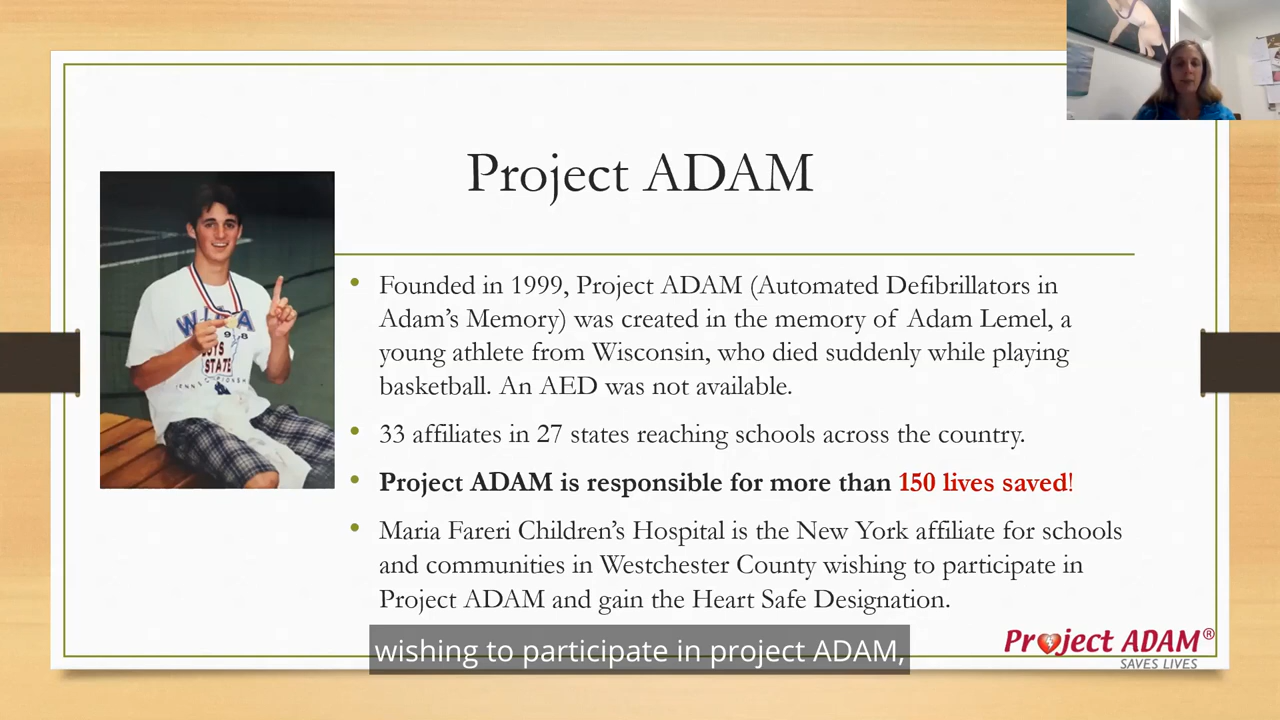 Project ADAM
W
A
98
BOYS
STATE
• Founded in 1999, Project ADAM (Automated Defibrillators in
Adam’s Memory) was created in the memory of Adam Lemel, a
young athlete from Wisconsin, who died suddenly while playing
basketball. An AED was not available.
• 33 affiliates in 27 states reaching schools across the country.
• Project ADAM is responsible for more than 150 lives saved!
• Maria Fareri Children’s Hospital is the New York affiliate for schools
and communities in Westchester County wishing to participate in
Project ADAM and gain the Heart Safe Designation.
wishing to participate in project ADAM,
Project ADAM®
SAVES LIVES